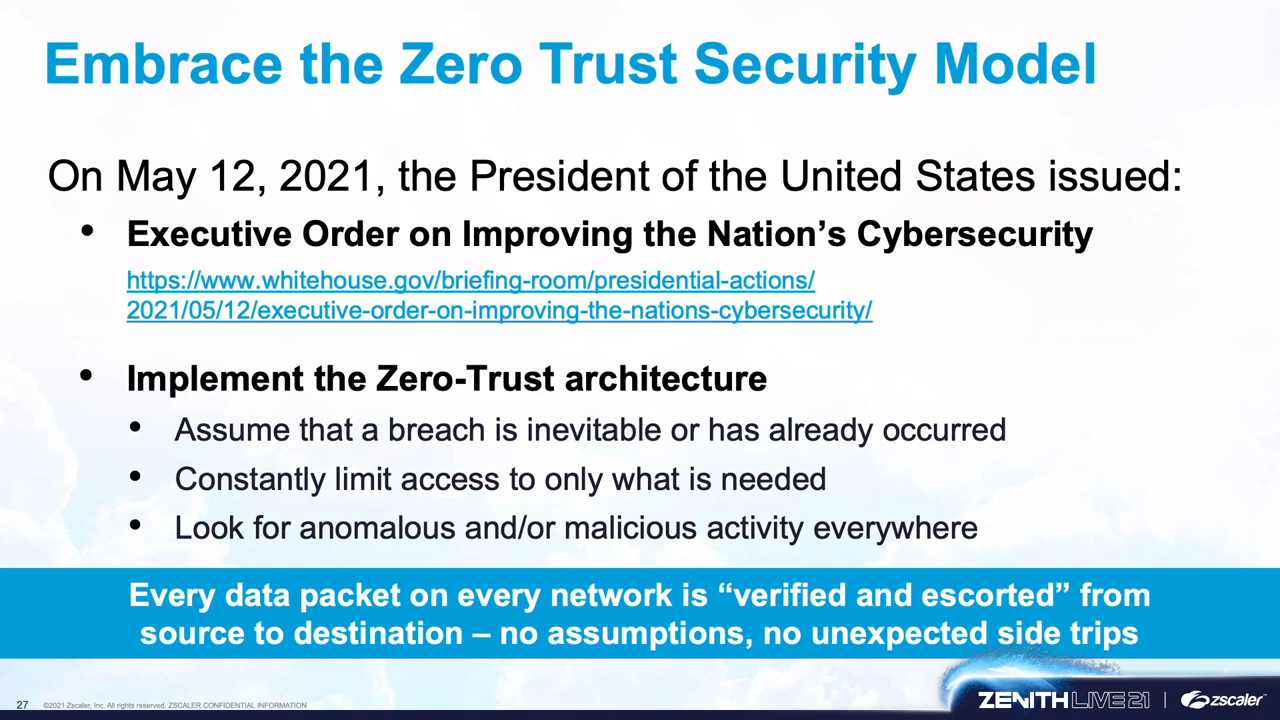 Embrace the Zero Trust Security Model
On May 12, 2021, the President of the United States issued:
• Executive Order on Improving the Nation’s Cybersecurity
https://www.whitehouse.gov/briefing-room/presidential-actions/
2021/05/12/executive-order-on-improving-the-nations-cybersecurity/
• Implement the Zero-Trust architecture
• Assume that a breach is inevitable or has already occurred
• Constantly limit access to only what is needed
• Look for anomalous and/or malicious activity everywhere
Every data packet on every network is “verified and escorted” from
source to destination – no assumptions, no unexpected side trips
27 ©2021 Zscaler, Inc. All rights reserved. ZSCALER CONFIDENTIAL INFORMATION
ZENITH LIVE 21 | zscaler™